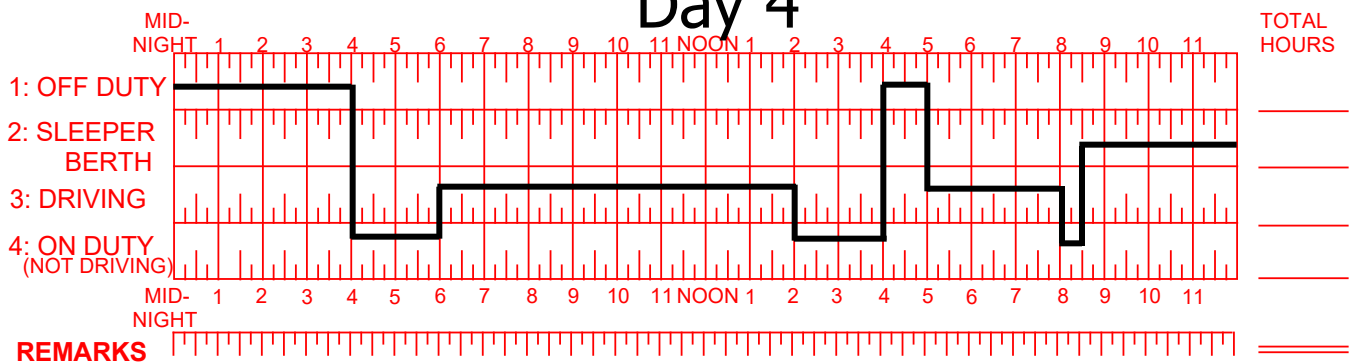 Day 4
MID-
NIGHT 1 2 3 4 5 6 7 8 9 10 11 NOON 1 2 3 4 5 6 7 8 9 10 11
TOTAL
HOURS
1: OFF DUTY
2: SLEEPER
BERTH
3: DRIVING
4: ON DUTY
(NOT DRIVING)
MID-
NIGHT 1 2 3 4 5 6 7 8 9 10 11 NOON 1 2 3 4 5 6 7 8 9 10 11
REMARKS